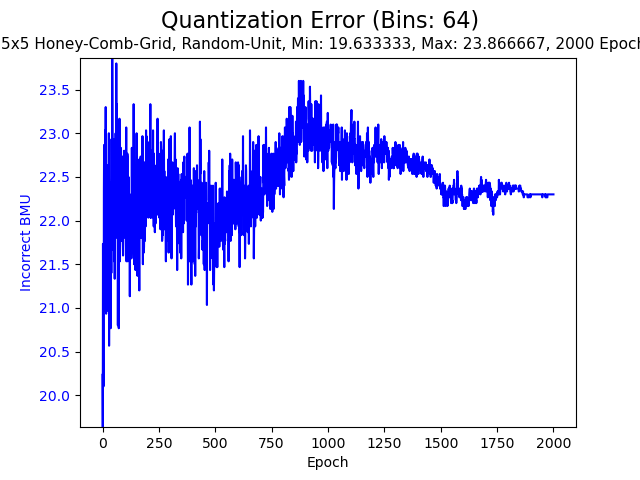 Quantization Error (Bins: 64)
5x5 Honey-Comb-Grid, Random-Unit, Min: 19.633333, Max: 23.866667, 2000 Epoch
23.5
23.0
22.5
22.0
21.5
21.0
20.5
20.0
Incorrect BMU
0 250 500 750 1000 1250 1500 1750 2000
Epoch